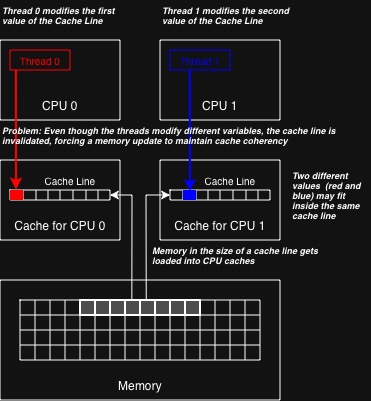 Thread 0 modifies the first
value of the Cache Line
Thread 1 modifies the second
value of the Cache Line
Thread 0
Thread 1
CPU 0
CPU 1
Problem: Even though the threads modify different variables, the cache line is
invalidated, forcing a memory update to maintain cache coherency
Cache Line
Cache Line
Two different
values (red and
blue) may fit
inside the same
cache line
Cache for CPU 0
Cache for CPU 1
Memory in the size of a cache line gets
loaded into CPU caches
Memory